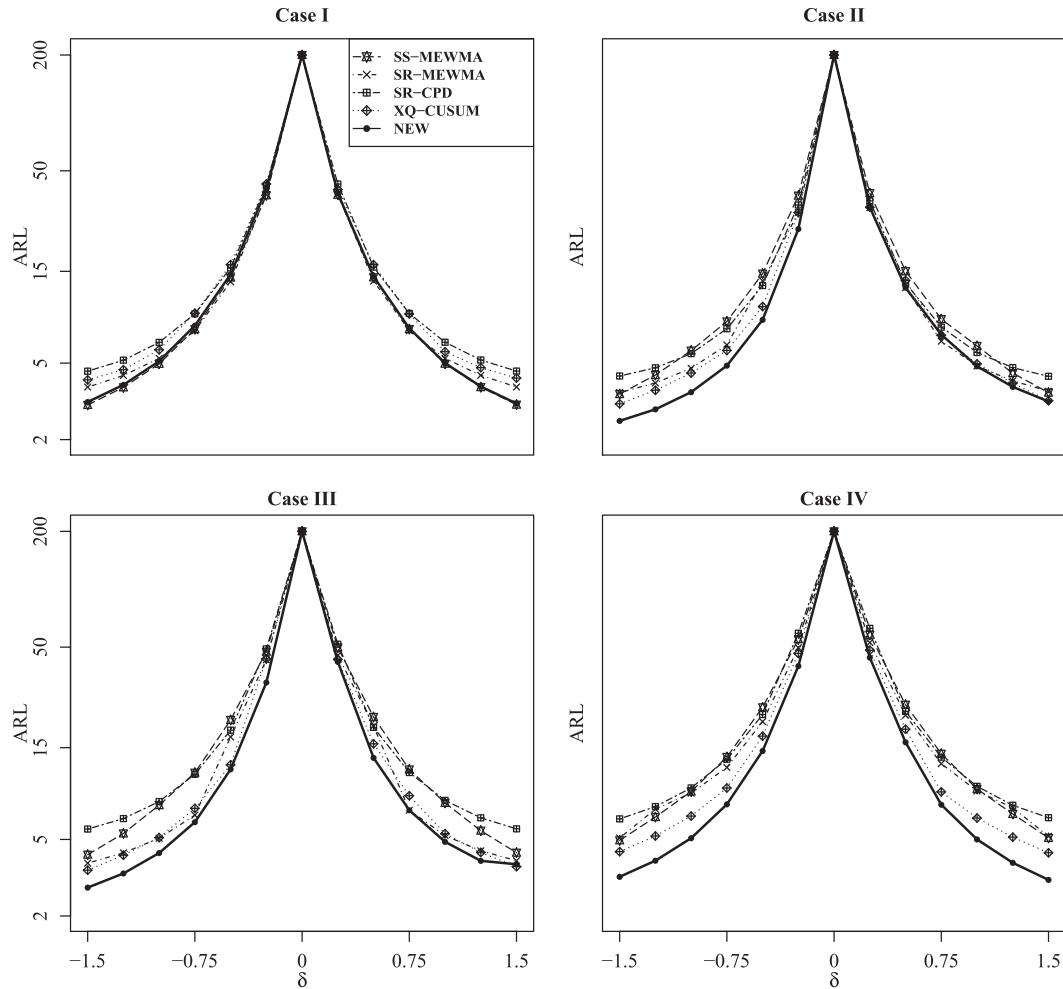 Case I
Case II
200
50
15
5
2
ARL
SS−MEWMA
SR−MEWMA
SR−CPD
XQ−CUSUM
NEW
ARL
Case III
Case IV
200
50
15
5
2
ARL
−1.5
−0.75
0
0.75
1.5
δ
ARL
−1.5
−0.75
0
0.75
1.5
δ